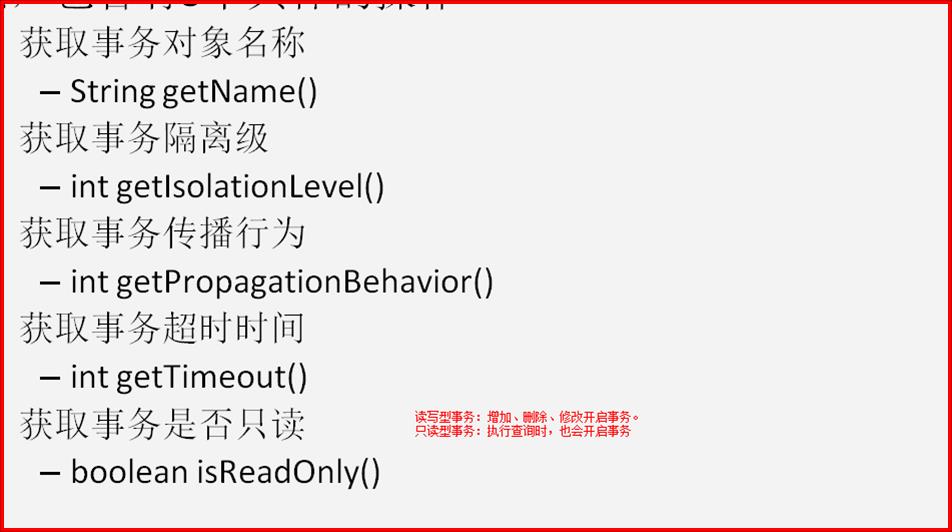 获取事务对象名称
– String getName()
获取事务隔离级
– int getIsolationLevel()
获取事务传播行为
– int getPropagationBehavior()
获取事务超时时间
– int getTimeout()
获取事务是否只读
读写型事务：增加、删除、修改开启事务。
只读型事务：执行查询时，也会开启事务
– boolean isReadOnly()